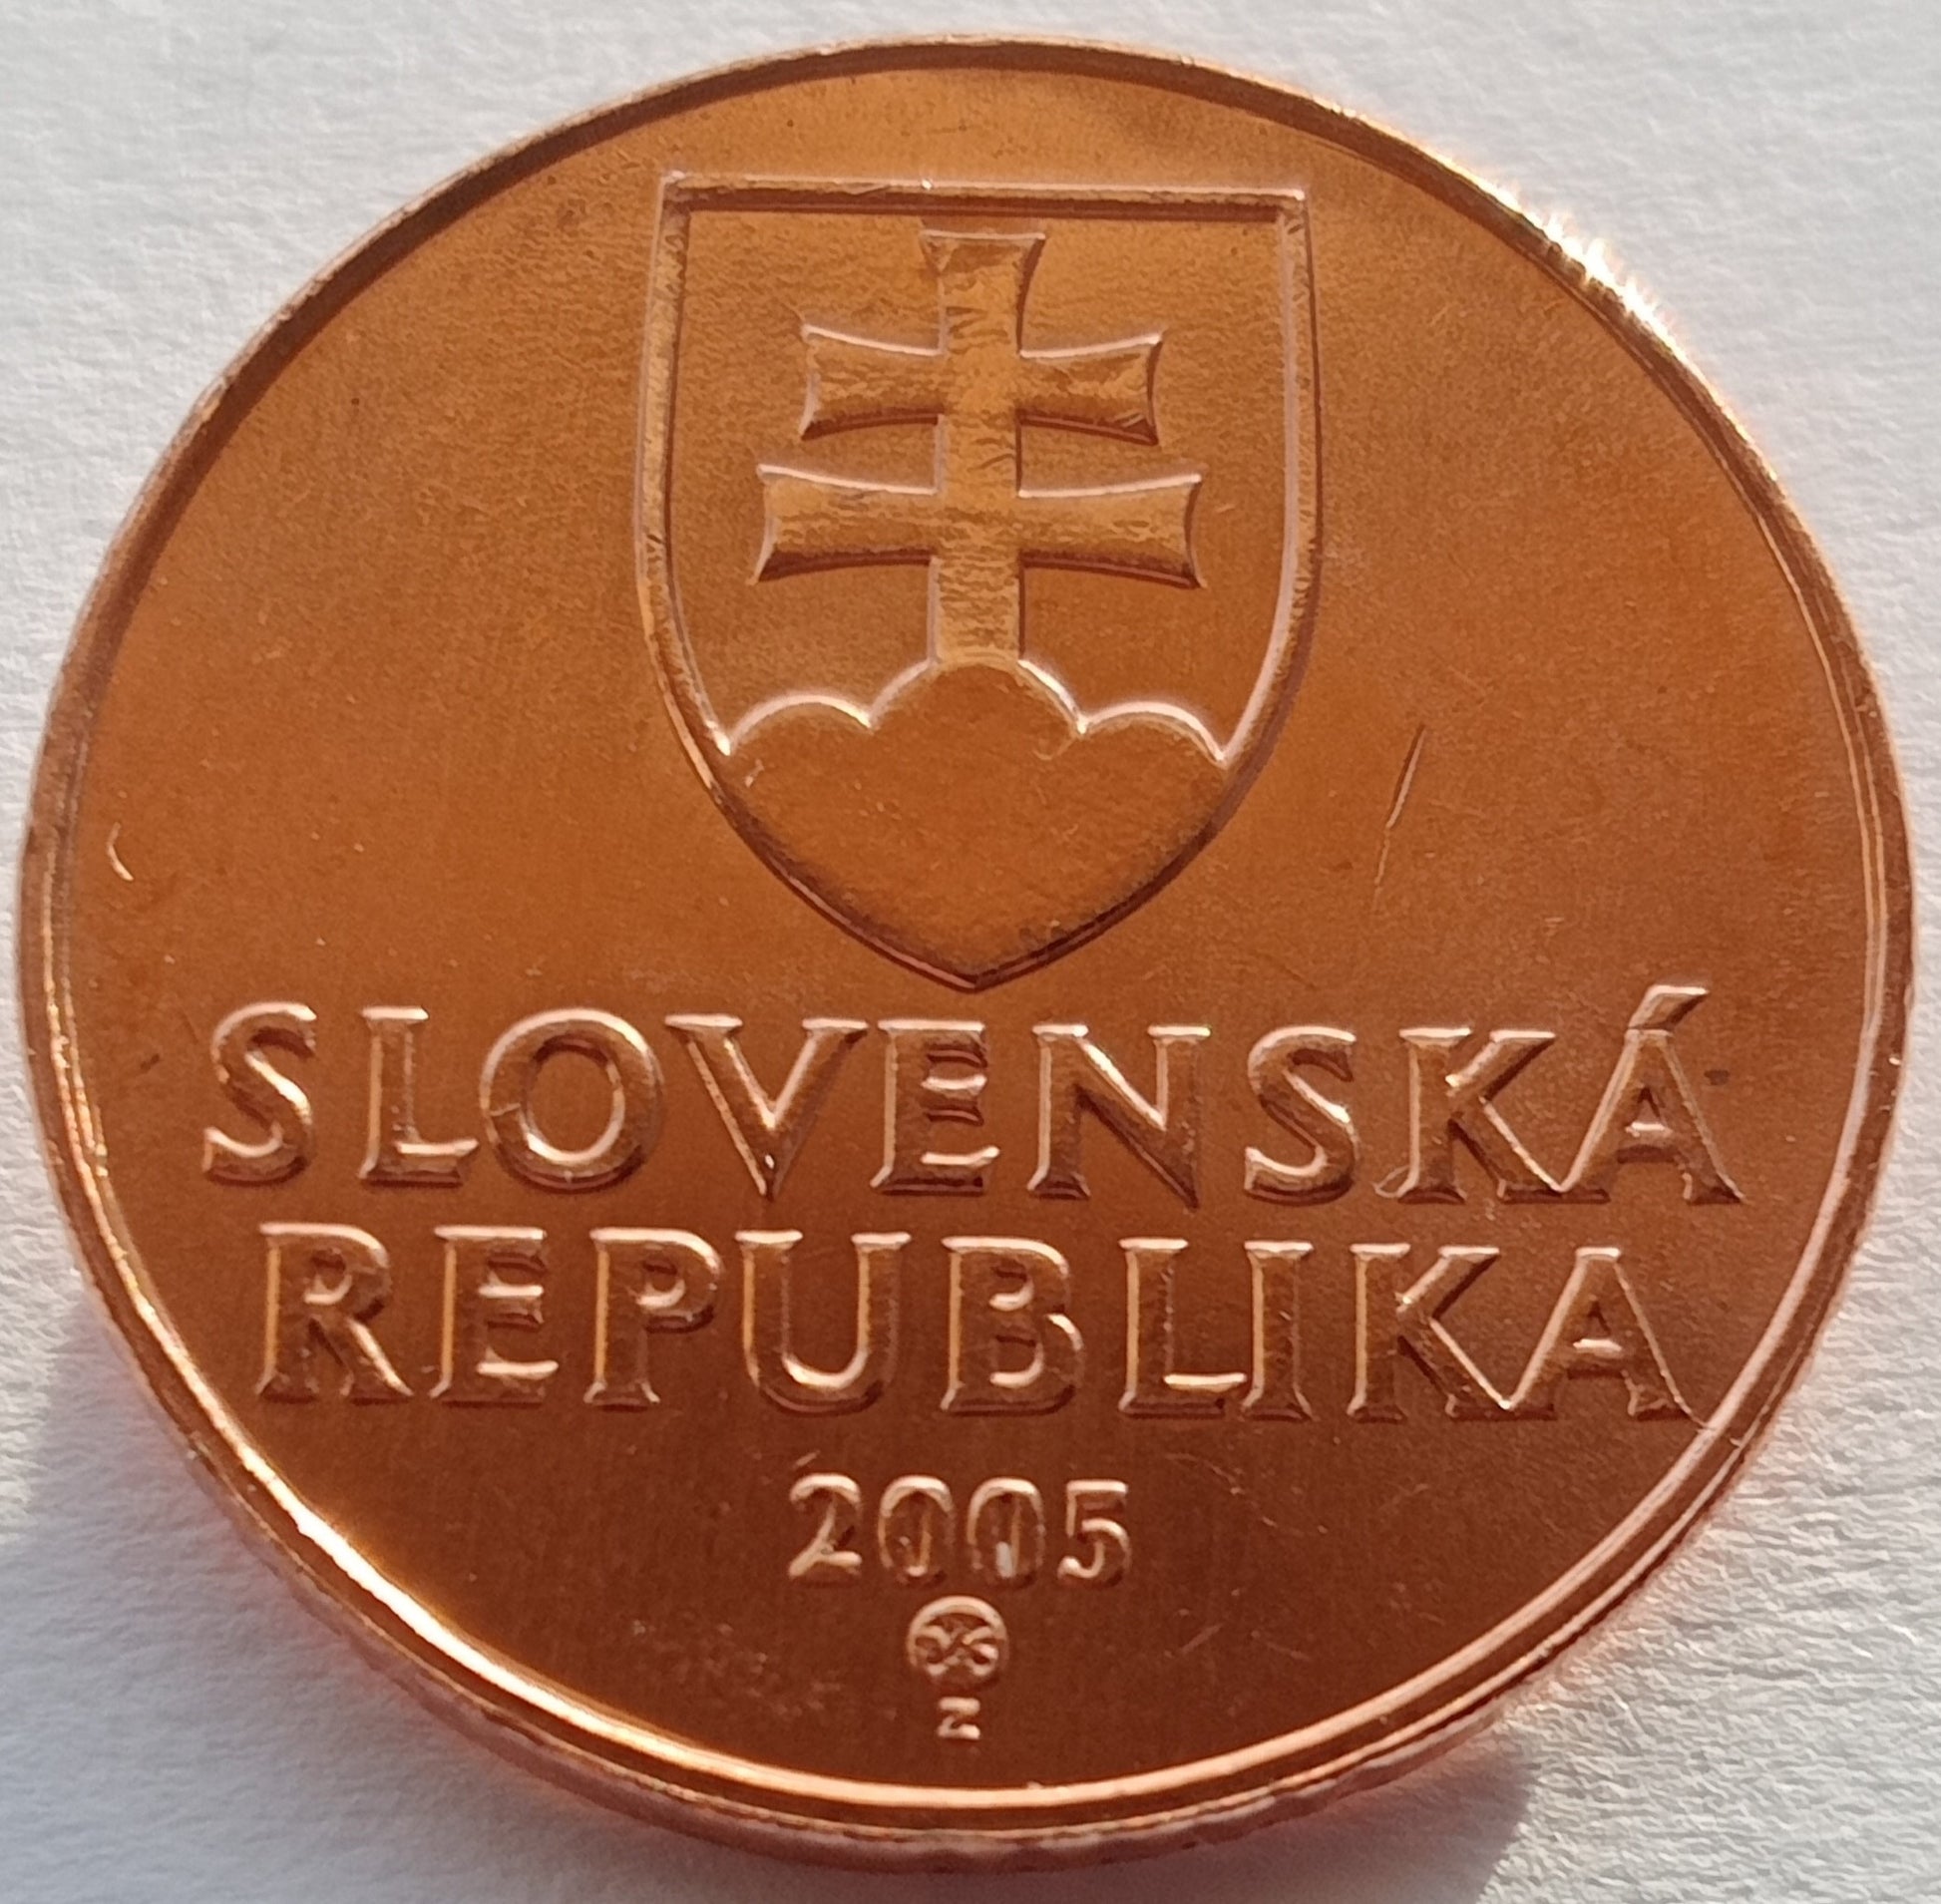 SLOVENSKÁ
REPUBLIKA
2005
Z